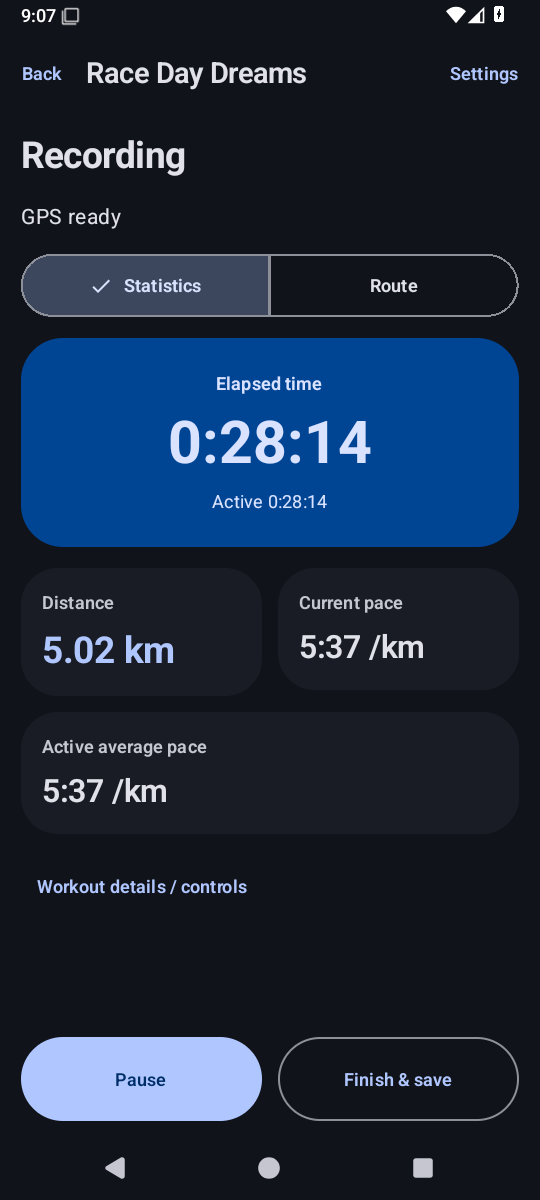 9:07
Back Race Day Dreams Settings
Recording
GPS ready
Statistics Route
Elapsed time
0:28:14
Active 0:28:14
Distance Current pace
5.02 km 5:37 /km
Active average pace
5:37 /km
Workout details / controls
Pause Finish & save